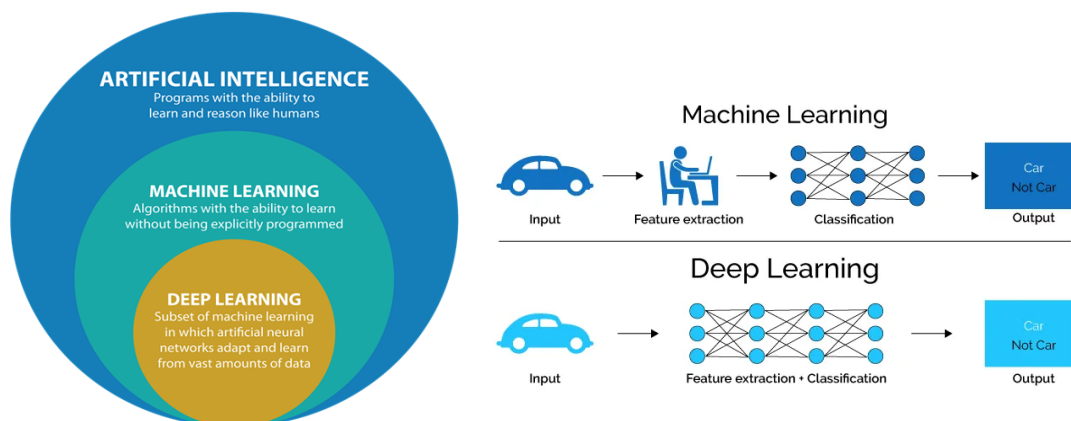 ARTIFICIAL INTELLIGENCE
Programs with the ability to
learn and reason like humans
MACHINE LEARNING
Algorithms with the ability to learn
without being explicitly programmed
DEEP LEARNING
Subset of machine learning
in which artificial neural
networks adapt and learn
from vast amounts of data
Machine Learning
Input
Feature extraction
Classification
Car
Not Car
Output
Deep Learning
Input
Feature extraction + Classification
Car
Not Car
Output